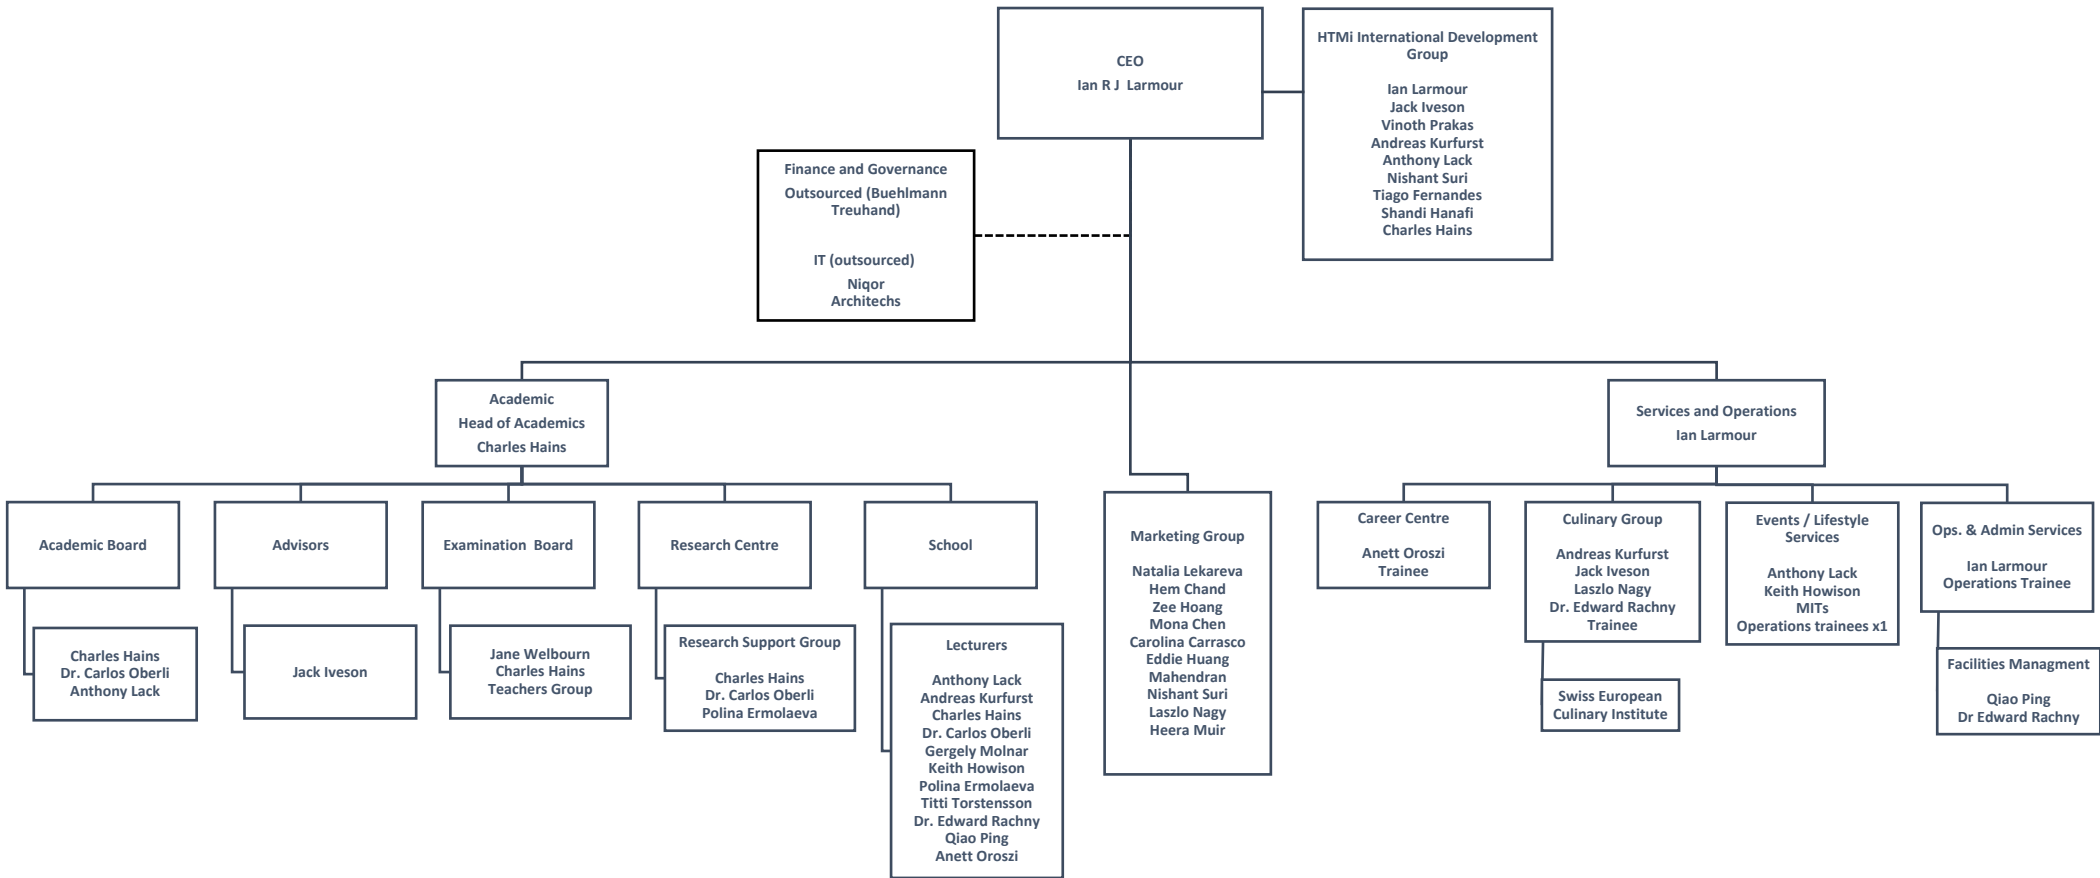 CEO
Ian R J  Larmour
HTMi International Development
Group
Ian Larmour
Jack Iveson
Vinoth Prakas
Andreas Kurfurst
Anthony Lack
Nishant Suri
Tiago Fernandes
Shandi Hanafi
Charles Hains
Finance and Governance
Outsourced (Buehlmann
Treuhand)
IT (outsourced)
Niqor
Architechs
Academic
Head of Academics
Charles Hains
Services and Operations
Ian Larmour
Academic Board
Charles Hains
Dr. Carlos Oberli
Anthony Lack
Advisors
Jack Iveson
Examination  Board
Jane Welbourn
Charles Hains
Teachers Group
Research Centre
Research Support Group
Charles Hains
Dr. Carlos Oberli
Polina Ermolaeva
School
Lecturers
Anthony Lack
Andreas Kurfurst
Charles Hains
Dr. Carlos Oberli
Gergely Molnar
Keith Howison
Polina Ermolaeva
Titti Torstensson
Dr. Edward Rachny
Qiao Ping
Anett Oroszi
Marketing Group
Natalia Lekareva
Hem Chand
Zee Hoang
Mona Chen
Carolina Carrasco
Eddie Huang
Mahendran
Nishant Suri
Laszlo Nagy
Heera Muir
Career Centre
Anett Oroszi
Trainee
Culinary Group
Andreas Kurfurst
Jack Iveson
Laszlo Nagy
Dr. Edward Rachny
Trainee
Swiss European
Culinary Institute
Events / Lifestyle
Services
Anthony Lack
Keith Howison
MITs
Operations trainees x1
Ops. & Admin Services
Ian Larmour
Operations Trainee
Facilities Managment
Qiao Ping
Dr Edward Rachny